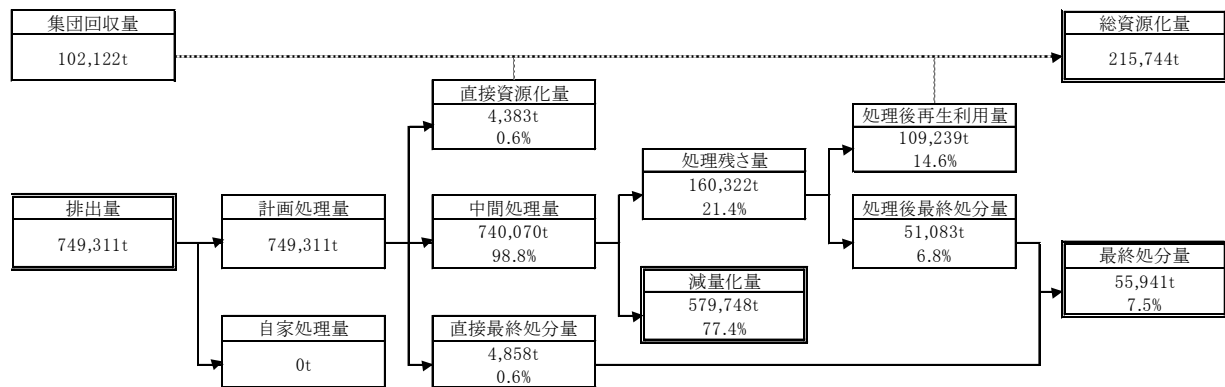 集団回収量
102,122t
総資源化量
215,744t
直接資源化量
4,383t
0.6%
処理後再生利用量
109,239t
14.6%
処理残さ量
160,322t
21.4%
排出量
749,311t
計画処理量
749,311t
中間処理量
740,070t
98.8%
処理後最終処分量
51,083t
6.8%
最終処分量
55,941t
7.5%
減量化量
579,748t
77.4%
自家処理量
0t
直接最終処分量
4,858t
0.6%